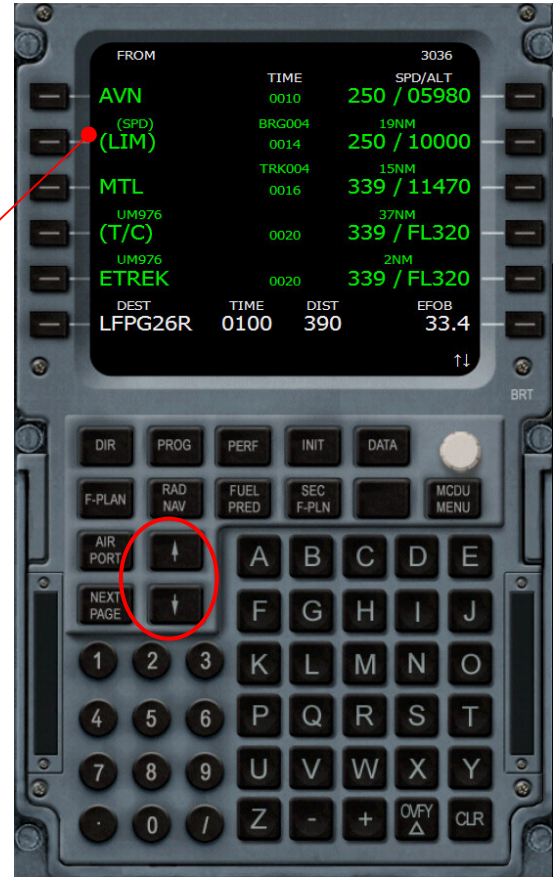 FROM 3036
TIME SPD/ALT
AVN 0010 250 / 05980
(SPD) BRG004 19NM
(LIM) 0014 250 / 10000
TRK004 15NM
MTL 0016 339 / 11470
UM976 37NM
(T/C) 0020 339 / FL320
UM976 2NM
ETREK 0020 339 / FL320
DEST TIME DIST EFOB
LFPG26R 0100 390 33.4
↑↓
BRT
DIR PROG PERF INIT DATA
F-PLAN RAD NAV FUEL PRED SEC F-PLN MCDU MENU
AIR PORT A B C D E
NEXT PAGE F G H I J
1 2 3 K L M N O
4 5 6 P Q R S T
7 8 9 U V W X Y
. 0 / Z - + OVFY Δ CLR